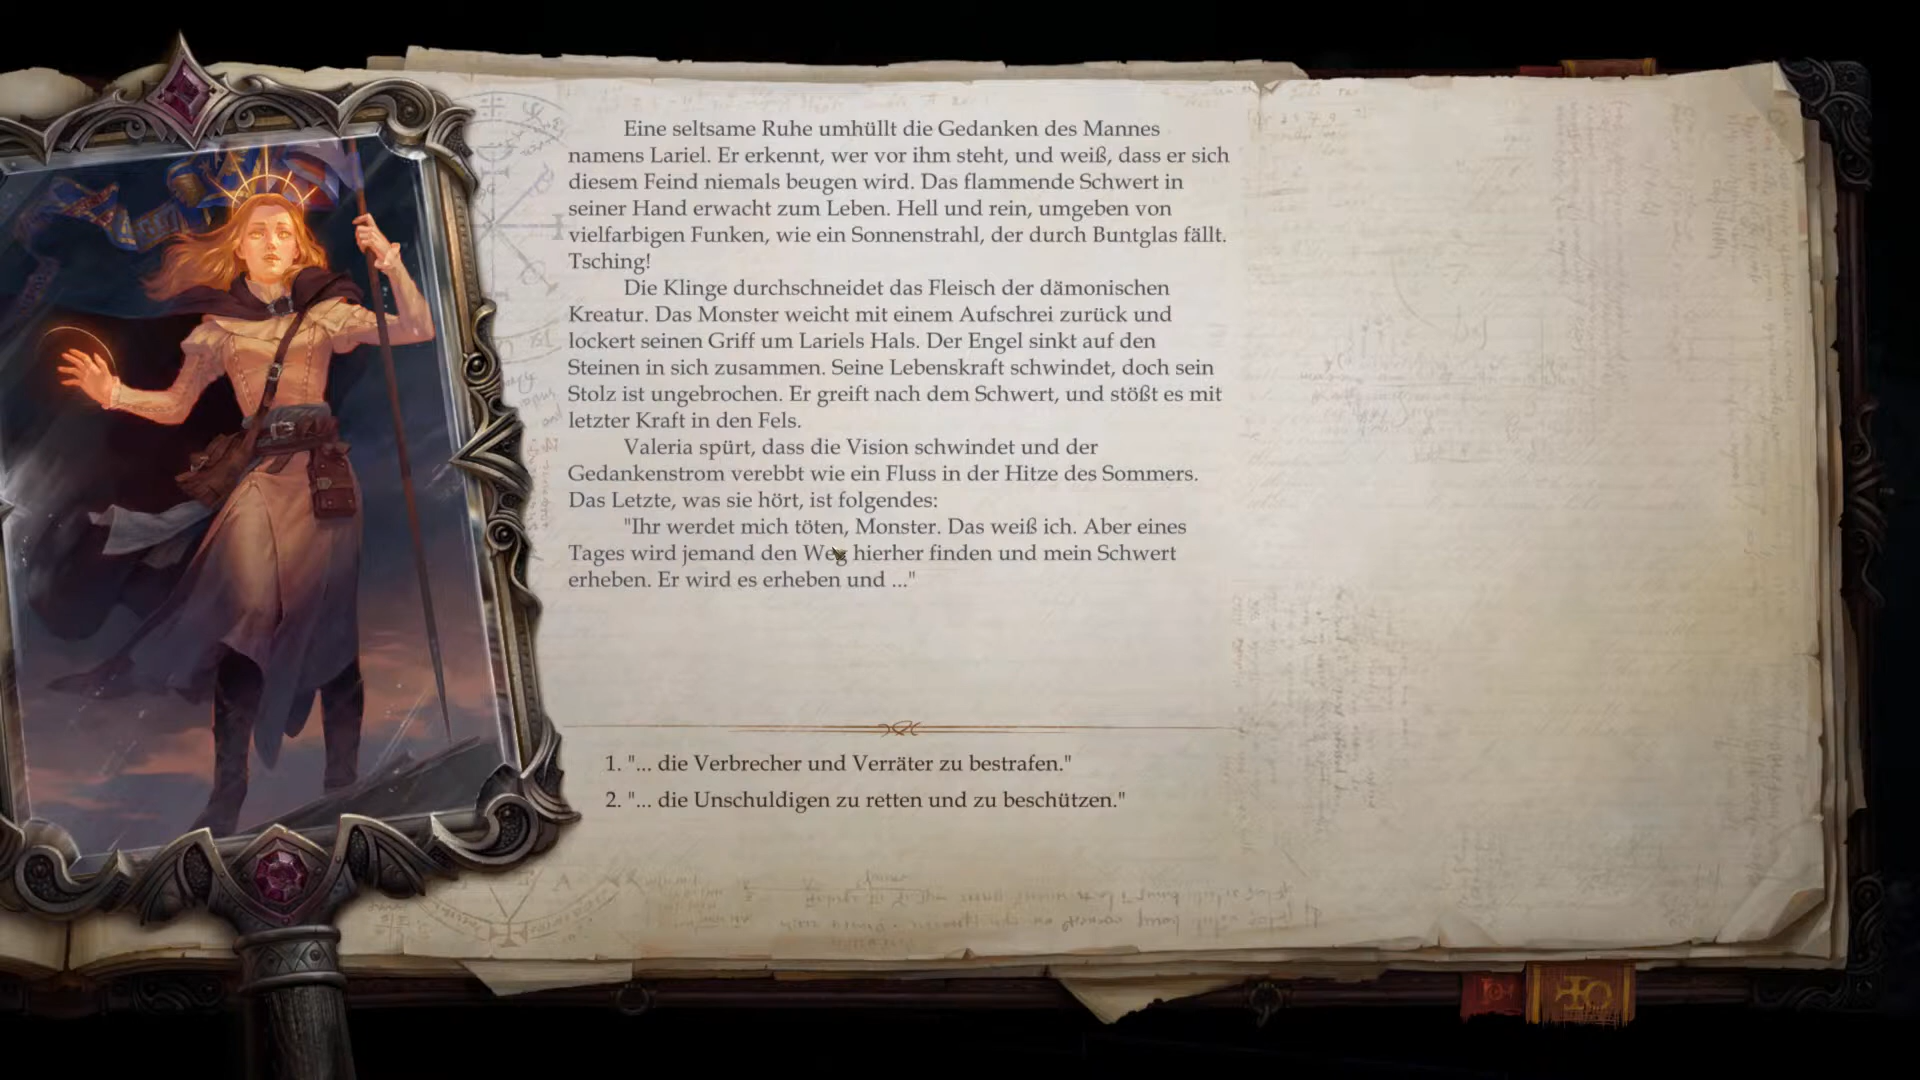 Eine seltsame Ruhe umhüllt die Gedanken des Mannes
namens Lariel. Er erkennt, wer vor ihm steht, und weiß, dass er sich
diesem Feind niemals beugen wird. Das flammende Schwert in
seiner Hand erwacht zum Leben. Hell und rein, umgeben von
vielfarbigen Funken, wie ein Sonnenstrahl, der durch Buntglas fällt.
Tsching!
Die Klinge durchschneidet das Fleisch der dämonischen
Kreatur. Das Monster weicht mit einem Aufschrei zurück und
lockert seinen Griff um Lariels Hals. Der Engel sinkt auf den
Steinen in sich zusammen. Seine Lebenskraft schwindet, doch sein
Stolz ist ungebrochen. Er greift nach dem Schwert, und stößt es mit
letzter Kraft in den Fels.
Valeria spürt, dass die Vision schwindet und der
Gedankenstrom verebbt wie ein Fluss in der Hitze des Sommers.
Das Letzte, was sie hört, ist folgendes:
"Ihr werdet mich töten, Monster. Das weiß ich. Aber eines
Tages wird jemand den Weg hierher finden und mein Schwert
erheben. Er wird es erheben und ..."
1. "... die Verbrecher und Verräter zu bestrafen."
2. "... die Unschuldigen zu retten und zu beschützen."